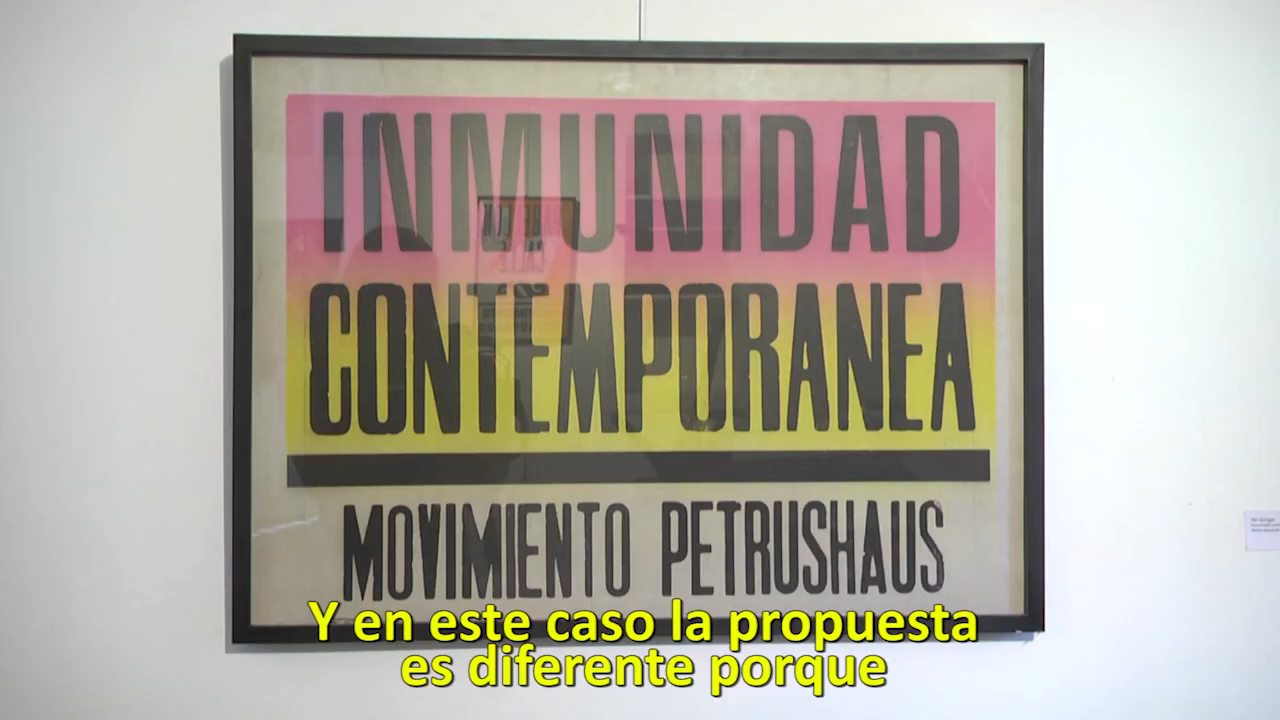 INMUNIDAD
CONTEMPORANEA
MOVIMIENTO PETRUSHAUS
Y en este caso la propuesta
es diferente porque